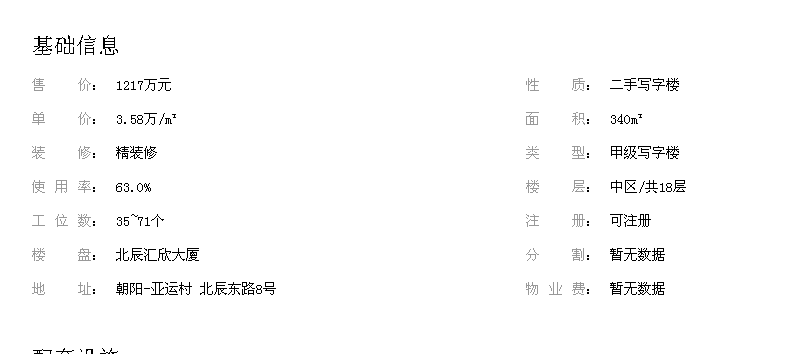 基础信息
售价： 1217万元 性质： 二手写字楼
单价： 3.58万/m² 面积： 340m²
装修： 精装修 类型： 甲级写字楼
使用率： 63.0% 楼层： 中区/共18层
工位数： 35~71个 注册： 可注册
楼盘： 北辰汇欣大厦 分割： 暂无数据
地址： 朝阳-亚运村 北辰东路8号 物业费： 暂无数据